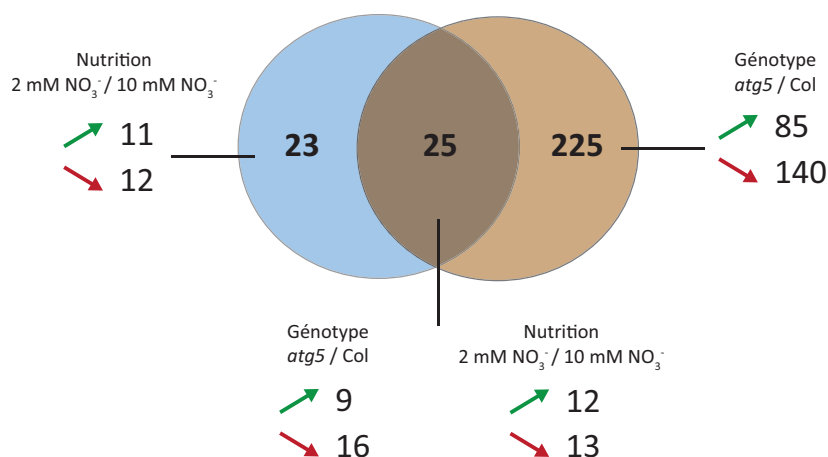 Nutrition
2 mM NO₃⁻ / 10 mM NO₃⁻
11
12
23
25
225
Génotype
atg5 / Col
85
140
Génotype
atg5 / Col
9
16
Nutrition
2 mM NO₃⁻ / 10 mM NO₃⁻
12
13